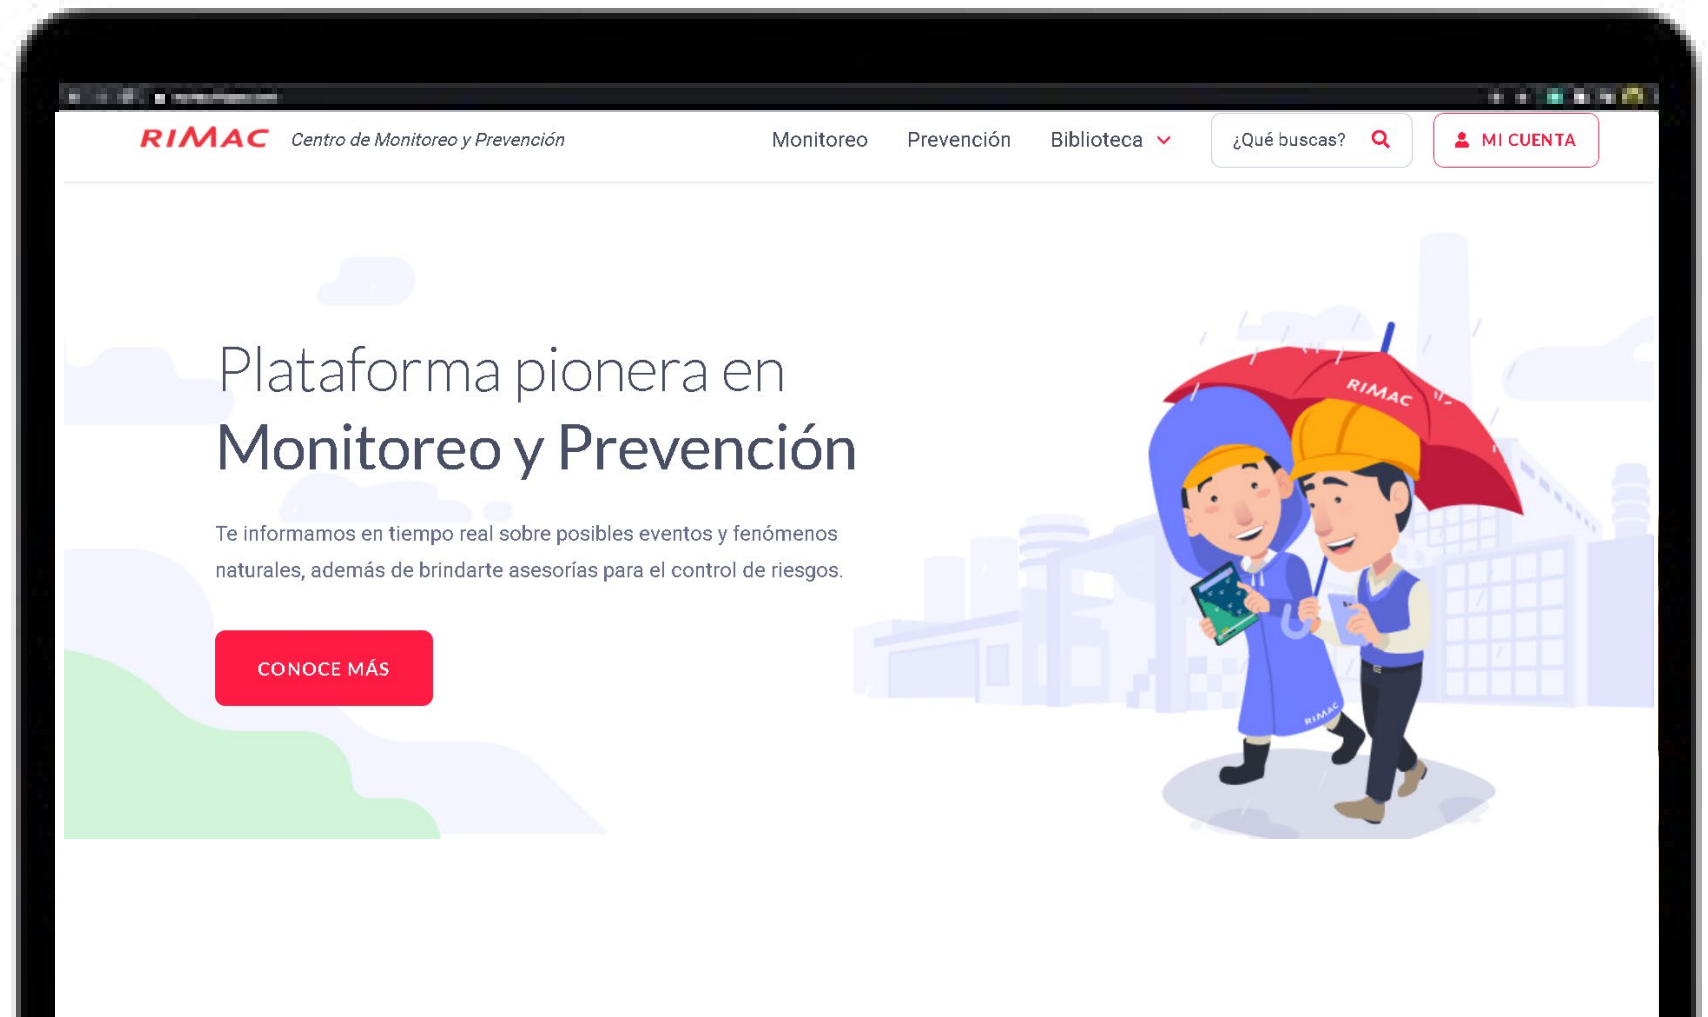 RIMAC Centro de Monitoreo y Prevención Monitoreo Prevención Biblioteca ¿Qué buscas? MI CUENTA
Plataforma pionera en
Monitoreo y Prevención
Te informamos en tiempo real sobre posibles eventos y fenómenos
naturales, además de brindarte asesorías para el control de riesgos.
CONOCE MÁS
RIMAC
RIMAC